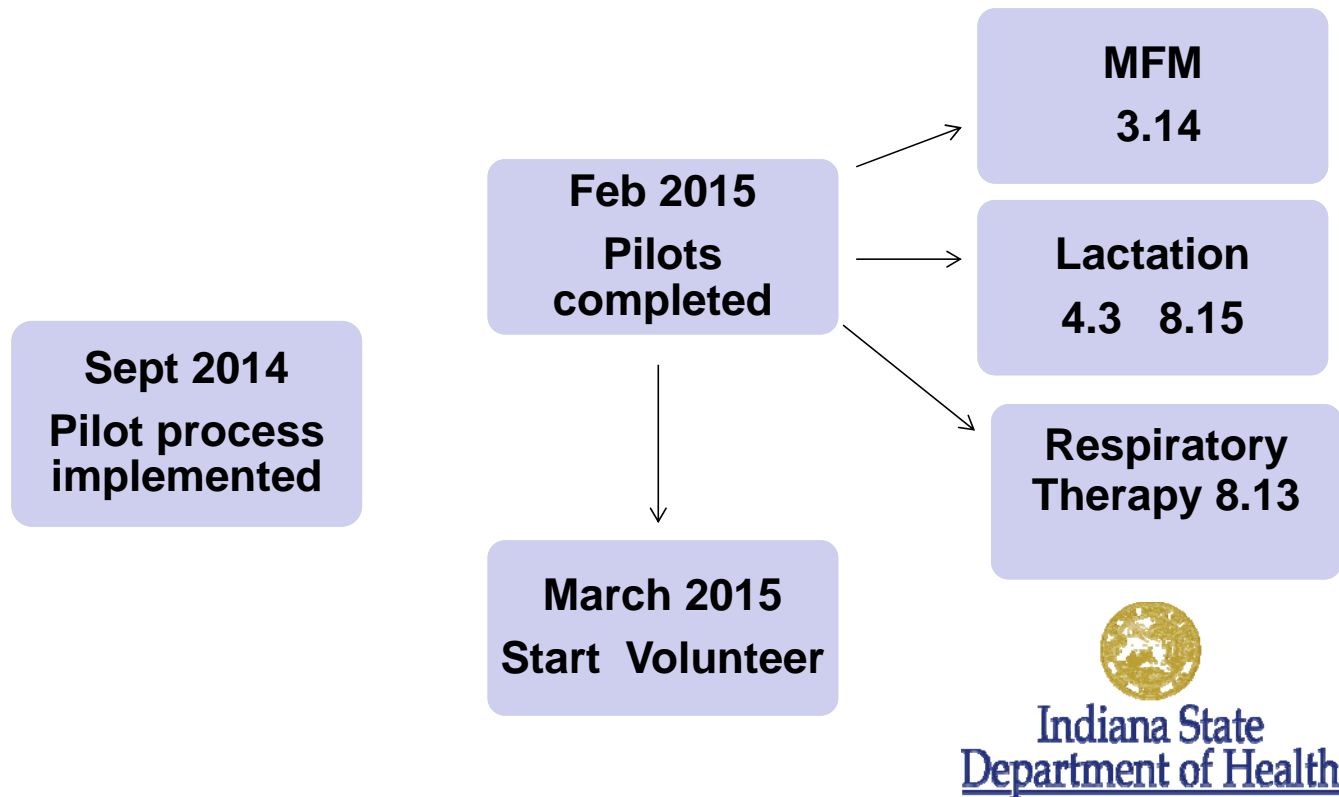 Sept 2014
Pilot process
implemented
Feb 2015
Pilots
completed
March 2015
Start Volunteer
MFM
3.14
Lactation
4.3 8.15
Respiratory
Therapy 8.13
Indiana State
Department of Health